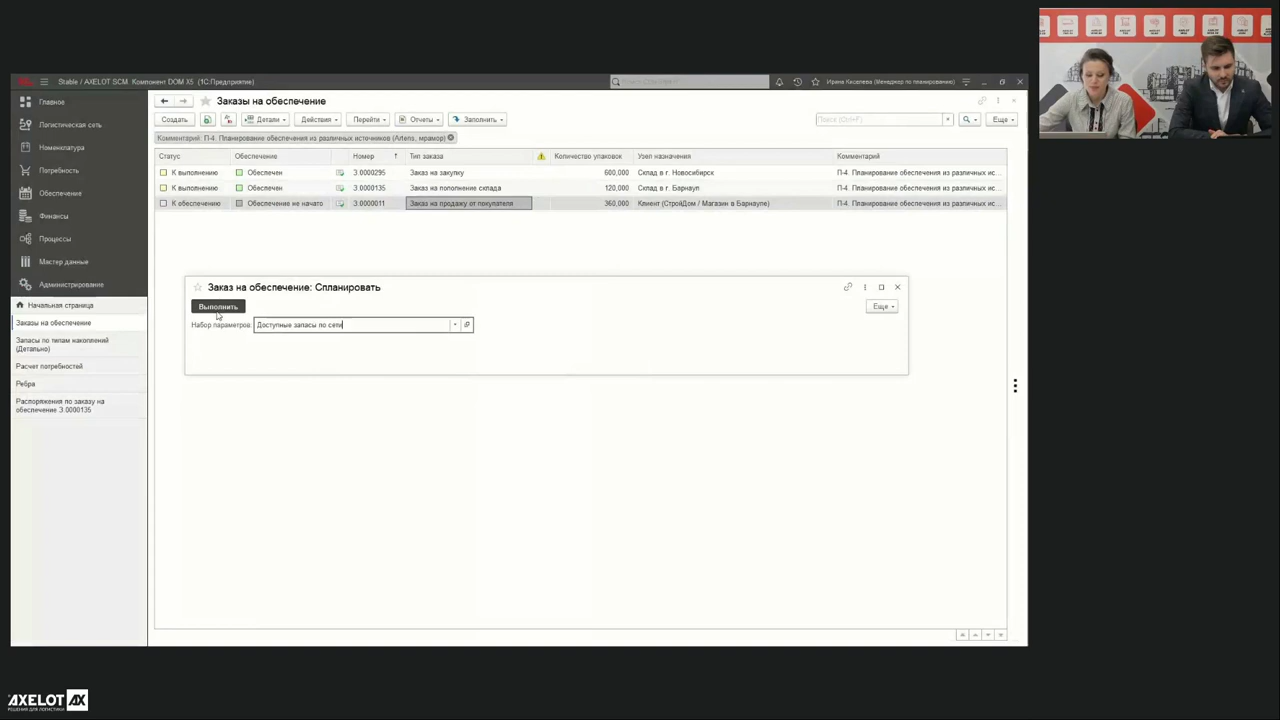 Stable / AXELOT SCM. Компонент DOM X5 (1С:Предприятие)
Ирина Киселева (Менеджер по планированию)
Главное
Логистическая сеть
Номенклатура
Потребность
Обеспечение
Финансы
Процессы
Мастер данные
Администрирование
Начальная страница
Заказы на обеспечение
Запасы по типам накоплений
(Детально)
Расчет потребностей
Ребра
Распоряжения по заказу на
обеспечение З.0000135
Заказы на обеспечение
Создать Детали Действия Перейти Отчеты Заполнить Поиск (Ctrl+F) Еще
Комментарий: П-4. Планирование обеспечения из различных источников (Artens, мрамор)
Статус Обеспечение Номер Тип заказа Количество упаковок Узел назначения Комментарий
К выполнению Обеспечен З.0000295 Заказ на закупку 600,000 Склад в г. Новосибирск П-4. Планирование обеспечения из различных ис...
К выполнению Обеспечен З.0000135 Заказ на пополнение склада 120,000 Склад в г. Барнаул П-4. Планирование обеспечения из различных ис...
К обеспечению Обеспечение не начато З.0000011 Заказ на продажу от покупателя 360,000 Клиент (СтройДом / Магазин в Барнауле) П-4. Планирование обеспечения из различных ис...
Заказ на обеспечение: Спланировать
Выполнить Еще
Набор параметров: Доступные запасы по сети
AXELOT AX
РЕШЕНИЯ ДЛЯ ЛОГИСТИКИ